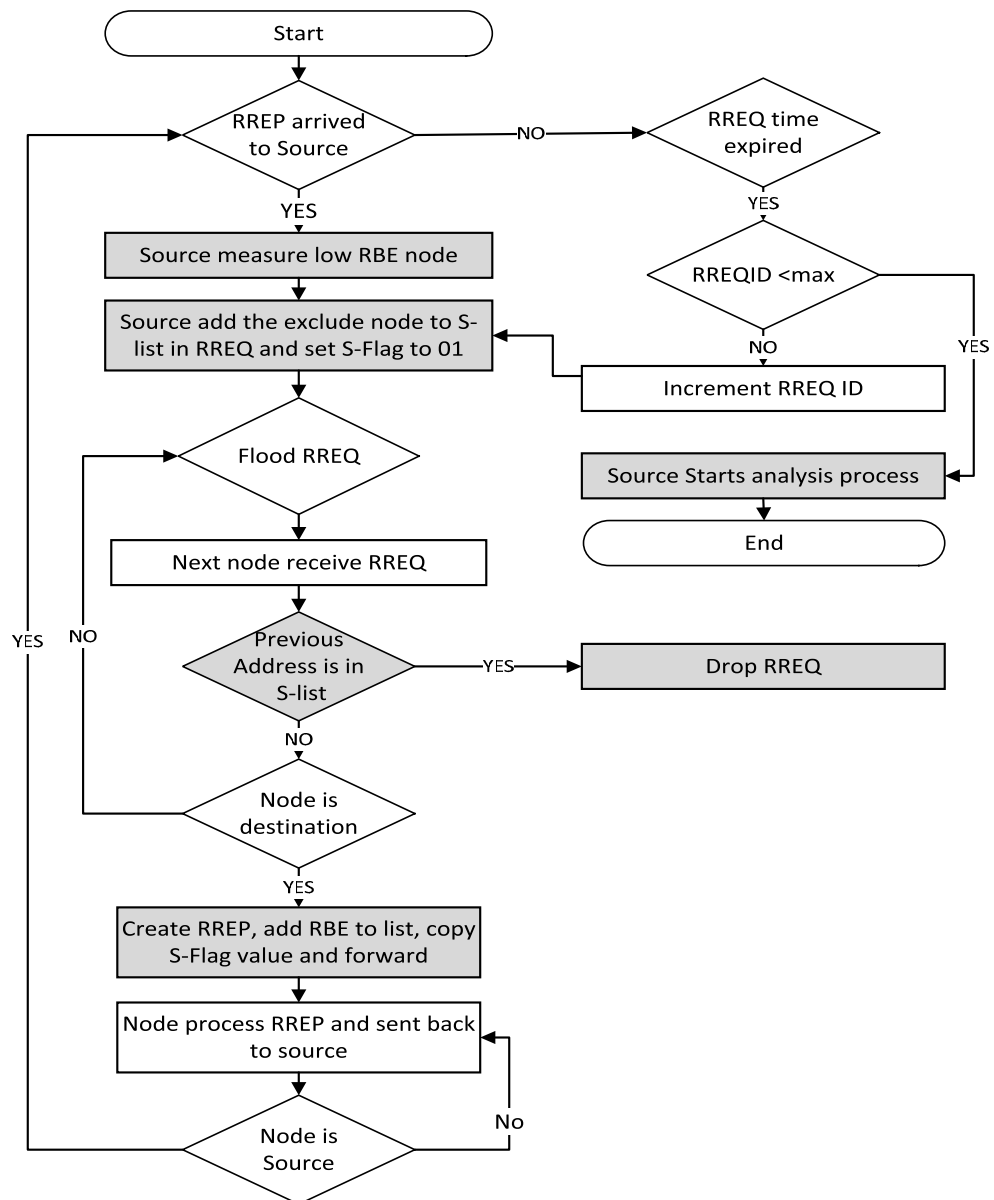 Start
RREP arrived
to Source
NO
RREQ time
expired
YES
YES
Source measure low RBE node
RREQID <max
Source add the exclude node to S-
list in RREQ and set S-Flag to 01
NO
YES
Increment RREQ ID
Flood RREQ
Source Starts analysis process
End
Next node receive RREQ
YES
NO
Previous
Address is in
S-list
YES
Drop RREQ
NO
Node is
destination
YES
Create RREP, add RBE to list, copy
S-Flag value and forward
Node process RREP and sent back
to source
No
Node is
Source